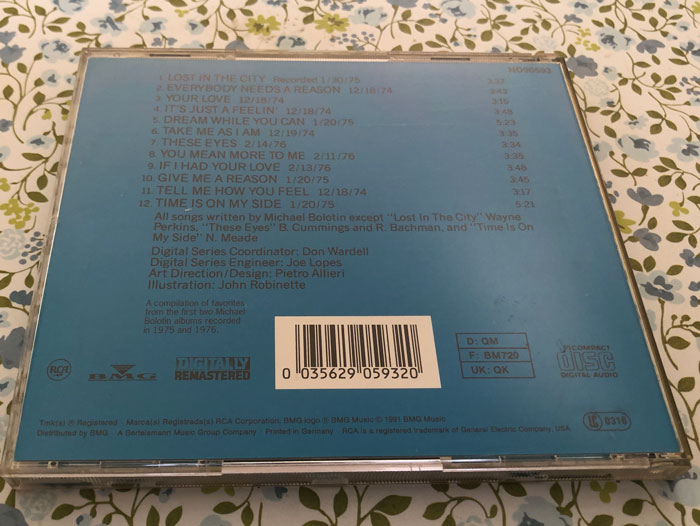 ND90593
1. LOST IN THE CITY Recorded 1/30/75 3:37
2. EVERYBODY NEEDS A REASON 12/18/74 3:43
3. YOUR LOVE 12/18/74 3:15
4. IT'S JUST A FEELIN' 12/18/74 3:48
5. DREAM WHILE YOU CAN 1/20/75 5:23
6. TAKE ME AS I AM 12/19/74 3:35
7. THESE EYES 2/14/76 3:34
8. YOU MEAN MORE TO ME 2/11/76 3:35
9. IF I HAD YOUR LOVE 2/13/76 3:48
10. GIVE ME A REASON 1/20/75 3:45
11. TELL ME HOW YOU FEEL 12/18/74 3:17
12. TIME IS ON MY SIDE 1/20/75 5:21
All songs written by Michael Bolotin except "Lost In The City" Wayne
Perkins, "These Eyes" B. Cummings and R. Bachman, and "Time Is On
My Side" N. Meade
Digital Series Coordinator: Don Wardell
Digital Series Engineer: Joe Lopes
Art Direction/Design: Pietro Alfieri
Illustration: John Robinette
A compilation of favorites
from the first two Michael
Bolotin albums recorded
in 1975 and 1976.
RCA
BMG
DIGITALLY
REMASTERED
0 035629 059320
D: QM
F: BM720
UK: QK
COMPACT
disc
DIGITAL AUDIO
Tmk(s) ® Registered · Marca(s) Registrada(s) RCA Corporation, BMG logo ® BMG Music © 1991 BMG Music
Distributed by BMG · A Bertelsmann Music Group Company · Printed in Germany · RCA is a registered trademark of General Electric Company, USA
LC 0316